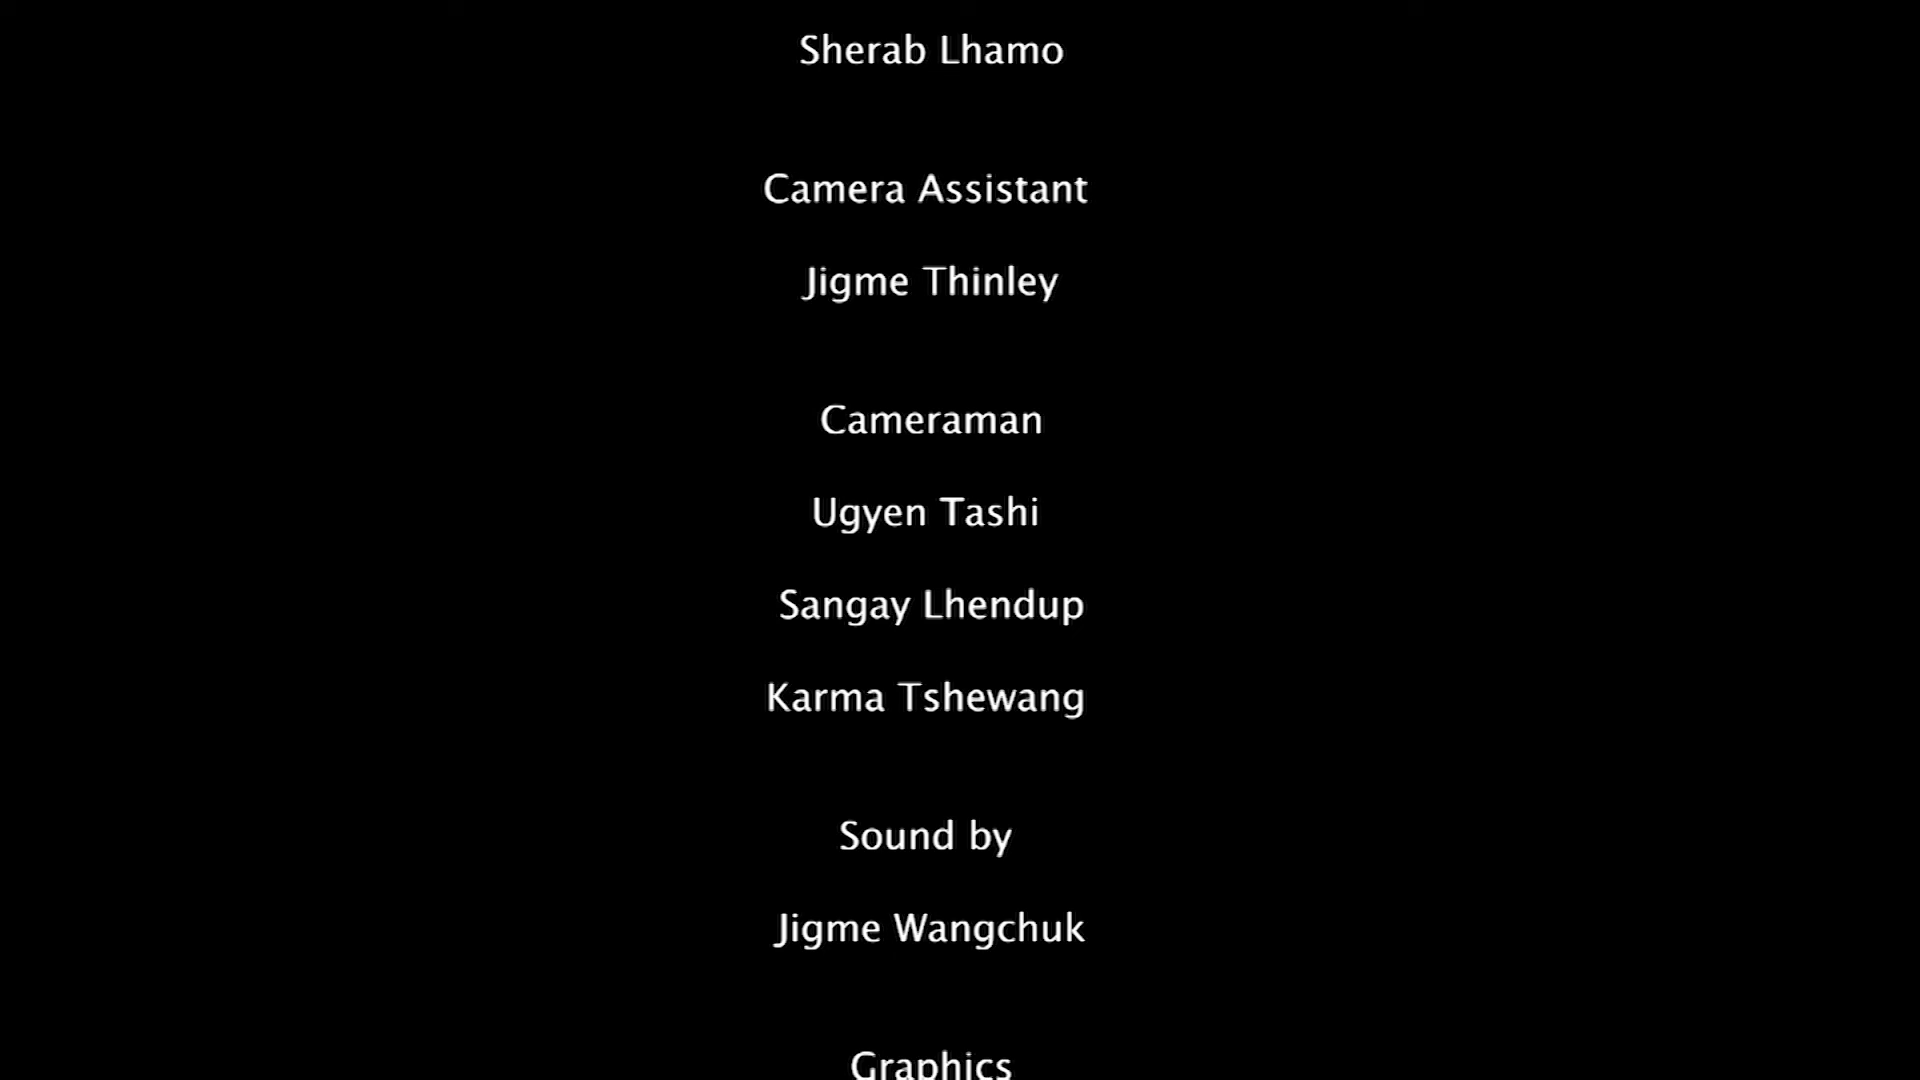 Sherab Lhamo
Camera Assistant
Jigme Thinley
Cameraman
Ugyen Tashi
Sangay Lhendup
Karma Tshewang
Sound by
Jigme Wangchuk
Graphics